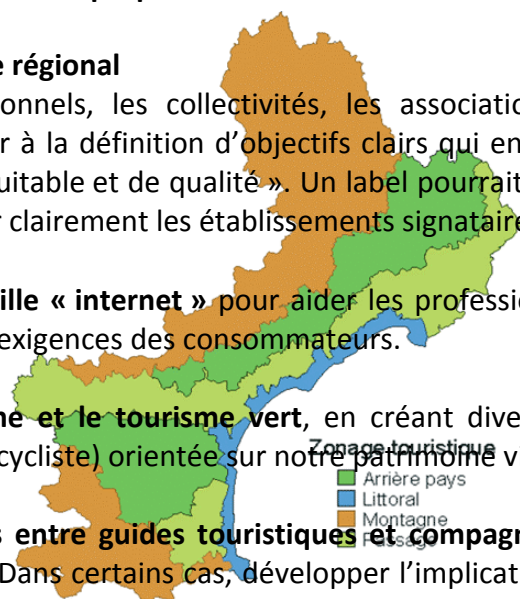 e régional
onnels, les collectivités, les associatio
r à la définition d’objectifs clairs qui en
uitable et de qualité ». Un label pourrait
r clairement les établissements signataire
ille « internet » pour aider les professio
exigences des consommateurs.
ne et le tourisme vert, en créant dive
cycliste) orientée sur notre patrimoine vi
Zonage touristique
Arrière pays
Littoral
Montagne
Passage
s entre guides touristiques et compagn
Dans certains cas, développer l’implicat